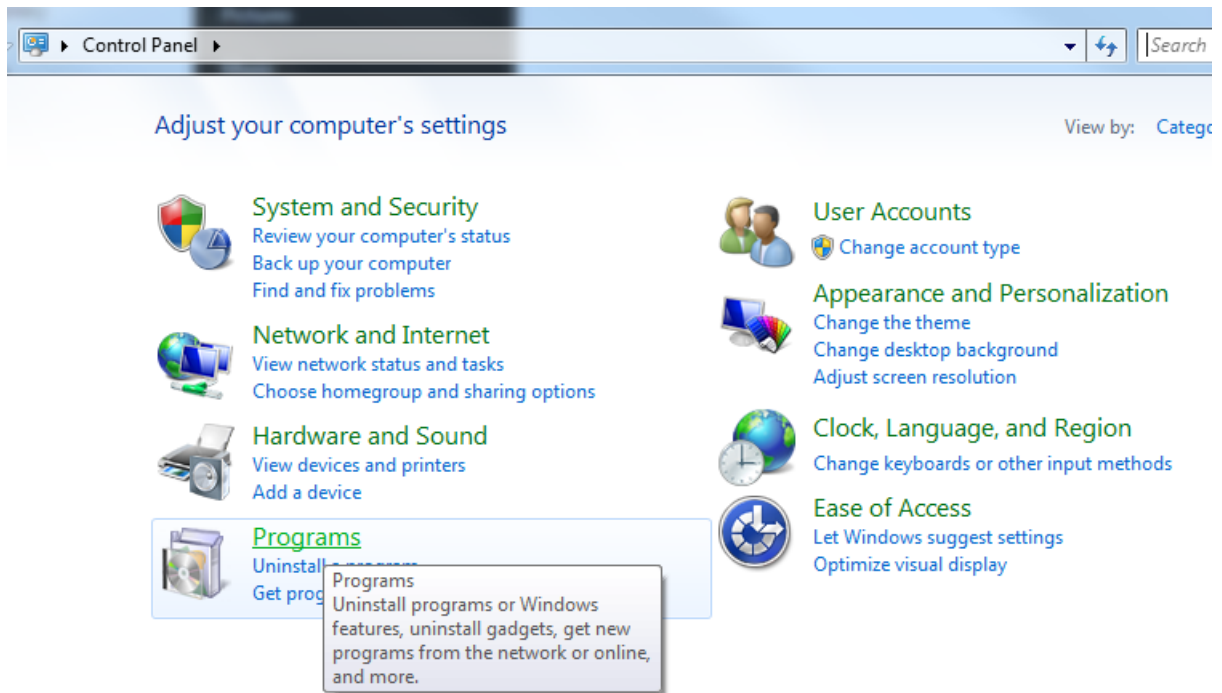 Control Panel
Search
Adjust your computer's settings
View by: Catego
System and Security
Review your computer's status
Back up your computer
Find and fix problems
Network and Internet
View network status and tasks
Choose homegroup and sharing options
Hardware and Sound
View devices and printers
Add a device
Programs
Uninstall a program
Get prog
Programs
Uninstall programs or Windows
features, uninstall gadgets, get new
programs from the network or online,
and more.
User Accounts
Change account type
Appearance and Personalization
Change the theme
Change desktop background
Adjust screen resolution
Clock, Language, and Region
Change keyboards or other input methods
Ease of Access
Let Windows suggest settings
Optimize visual display